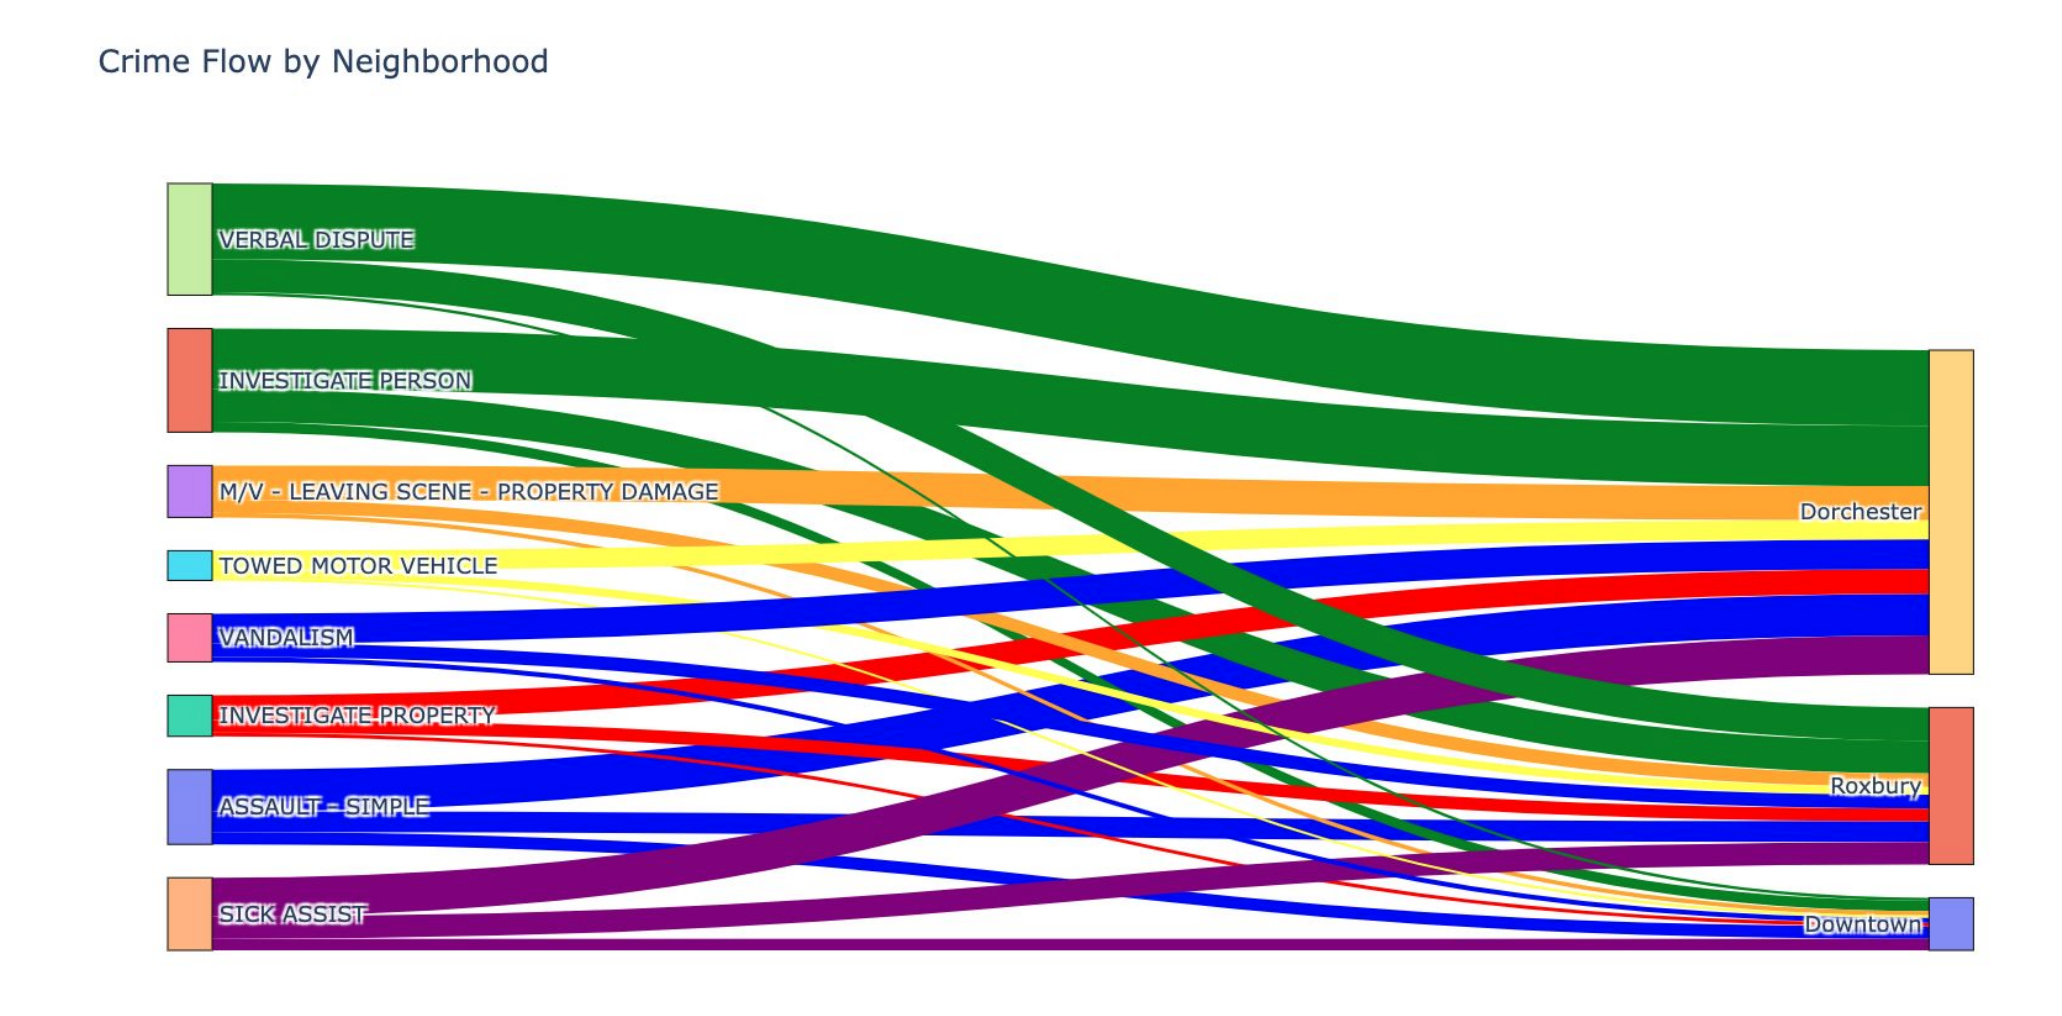 Crime Flow by Neighborhood
VERBAL DISPUTE
INVESTIGATE PERSON
M/V - LEAVING SCENE - PROPERTY DAMAGE
TOWED MOTOR VEHICLE
VANDALISM
INVESTIGATE PROPERTY
ASSAULT - SIMPLE
SICK ASSIST
Dorchester
Roxbury
Downtown